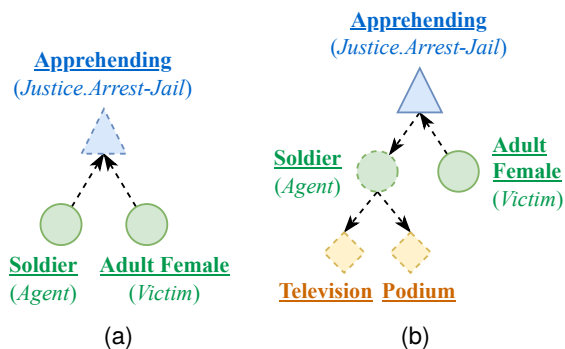 Apprehending
(Justice.Arrest-Jail)
Soldier
(Agent)
Adult Female
(Victim)
(a)
Apprehending
(Justice.Arrest-Jail)
Soldier
(Agent)
Adult
Female
(Victim)
Television
Podium
(b)